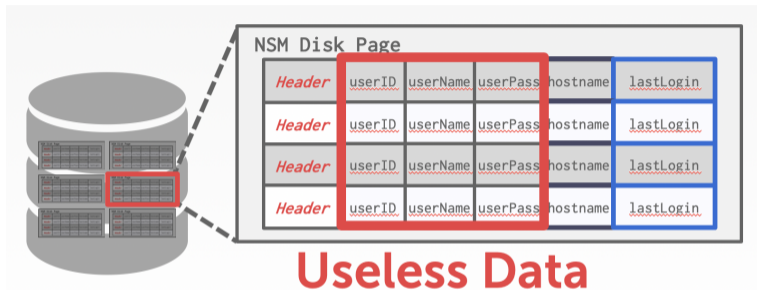 NSM Disk Page
Header userID userName userPass hostname lastLogin
Header userID userName userPass hostname lastLogin
Header userID userName userPass hostname lastLogin
Header userID userName userPass hostname lastLogin
Useless Data